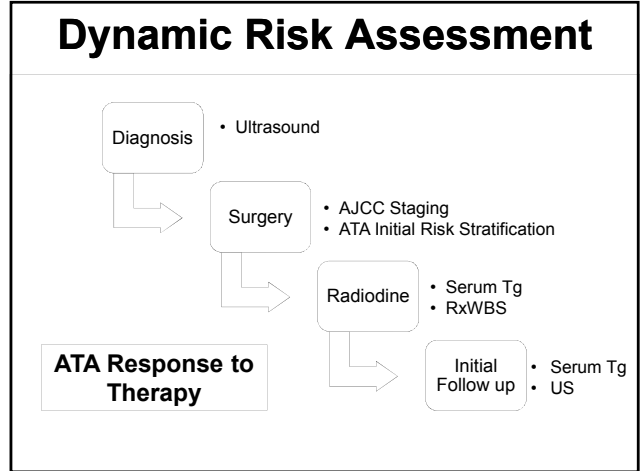 Dynamic Risk Assessment
Diagnosis
• Ultrasound
Surgery
• AJCC Staging
• ATA Initial Risk Stratification
Radiodine
• Serum Tg
• RxWBS
ATA Response to
Therapy
Initial
Follow up
• Serum Tg
• US